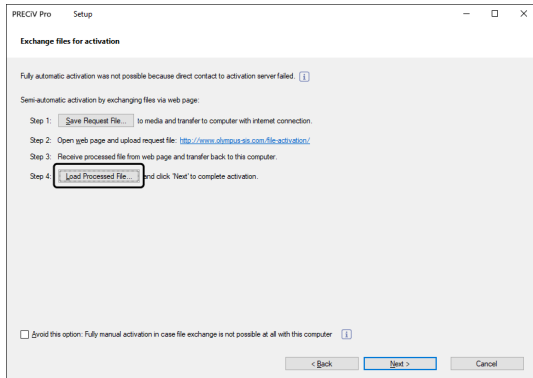 PRECiV Pro Setup
Exchange files for activation
Fully automatic activation was not possible because direct contact to activation server failed. i
Semi-automatic activation by exchanging files via web page:
Step 1: Save Request File... to media and transfer to computer with internet connection.
Step 2: Open web page and upload request file: http://www.olympus-sis.com/file-activation/
Step 3: Receive processed file from web page and transfer back to this computer.
Step 4: Load Processed File... and click 'Next' to complete activation.
Avoid this option: Fully manual activation in case file exchange is not possible at all with this computer i
< Back Next > Cancel